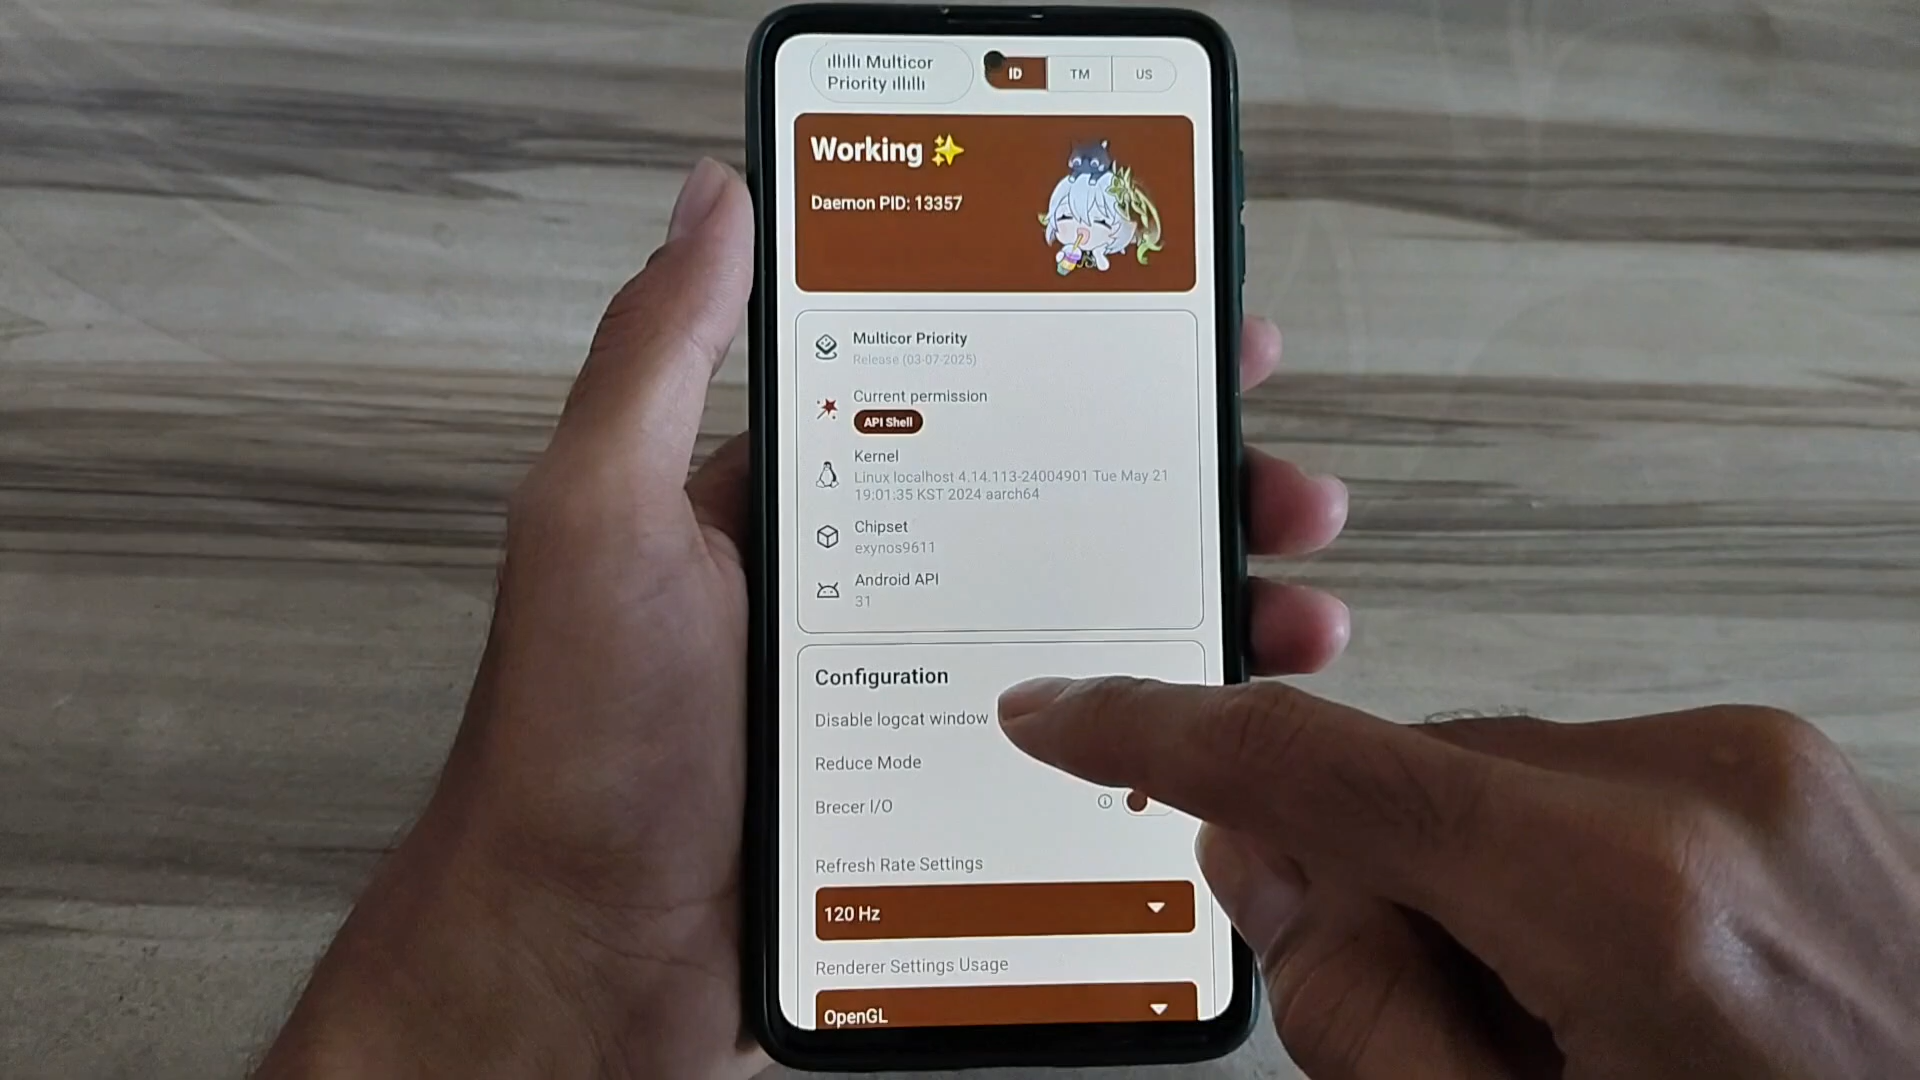 ıllıllı Multicor
Priority ıllıllı
ID
TM
US
Working ✨
Daemon PID: 13357
Multicor Priority
Release (03-07-2025)
Current permission
API Shell
Kernel
Linux localhost 4.14.113-24004901 Tue May 21
19:01:35 KST 2024 aarch64
Chipset
exynos9611
Android API
31
Configuration
Disable logcat window
Reduce Mode
Brecer I/O
Refresh Rate Settings
120 Hz
Renderer Settings Usage
OpenGL